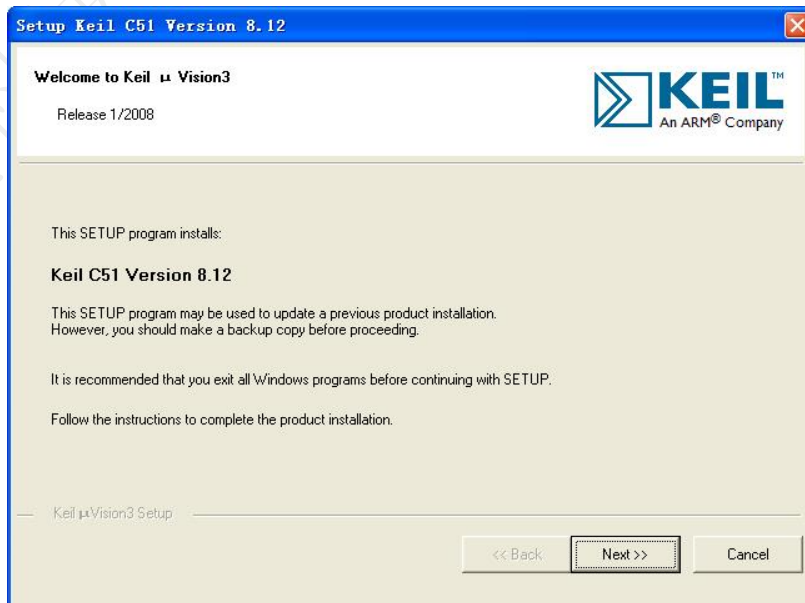 Setup Keil C51 Version 8.12
Welcome to Keil μ Vision3
Release 1/2008
KEIL™
An ARM® Company
This SETUP program installs:
Keil C51 Version 8.12
This SETUP program may be used to update a previous product installation.
However, you should make a backup copy before proceeding.
It is recommended that you exit all Windows programs before continuing with SETUP.
Follow the instructions to complete the product installation.
Keil μVision3 Setup
<< Back
Next >>
Cancel